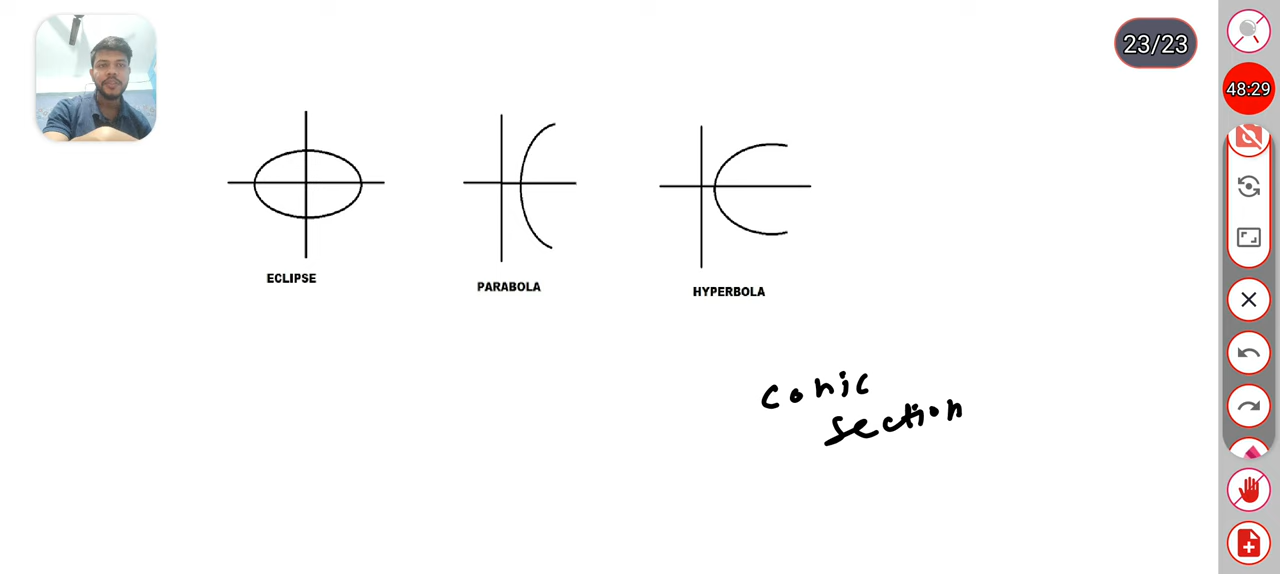 23/23
48:29
ECLIPSE
PARABOLA
HYPERBOLA
conic
section